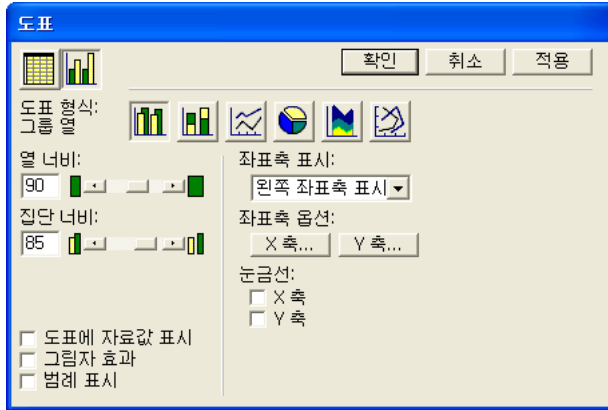 도표
확인 취소 적용
도표 형식:
그룹 열
열 너비:
90
집단 너비:
85
좌표축 표시:
왼쪽 좌표축 표시
좌표축 옵션:
X 축... Y 축...
눈금선:
X 축
Y 축
도표에 자료값 표시
그림자 효과
범례 표시